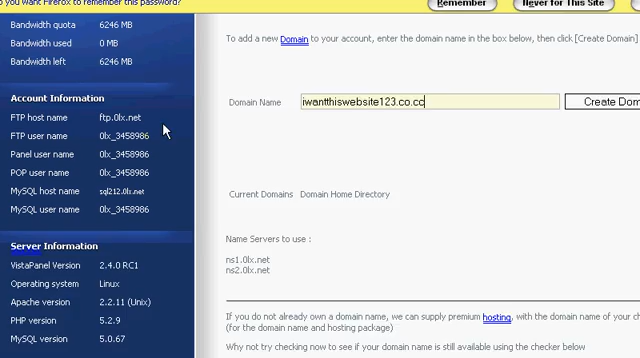 o you want Firefox to remember this password?
Remember
Never for This Site
Bandwidth quota 6246 MB
Bandwidth used 0 MB
Bandwidth left 6246 MB
Account Information
FTP host name ftp.0lx.net
FTP user name 0lx_3458986
Panel user name 0lx_3458986
POP user name 0lx_3458986
MySQL host name sql212.0lx.net
MySQL user name 0lx_3458986
Server Information
VistaPanel Version 2.4.0 RC1
Operating system Linux
Apache version 2.2.11 (Unix)
PHP version 5.2.9
MySQL version 5.0.67
To add a new Domain to your account, enter the domain name in the box below, then click [Create Domain]
Domain Name iwantthiswebsite123.co.cc Create Dom
Current Domains Domain Home Directory
Name Servers to use :
ns1.0lx.net
ns2.0lx.net
If you do not already own a domain name, we can supply premium hosting, with the domain name of your ch
(for the domain name and hosting package)
Why not try checking now to see if your domain name is still available using the checker below